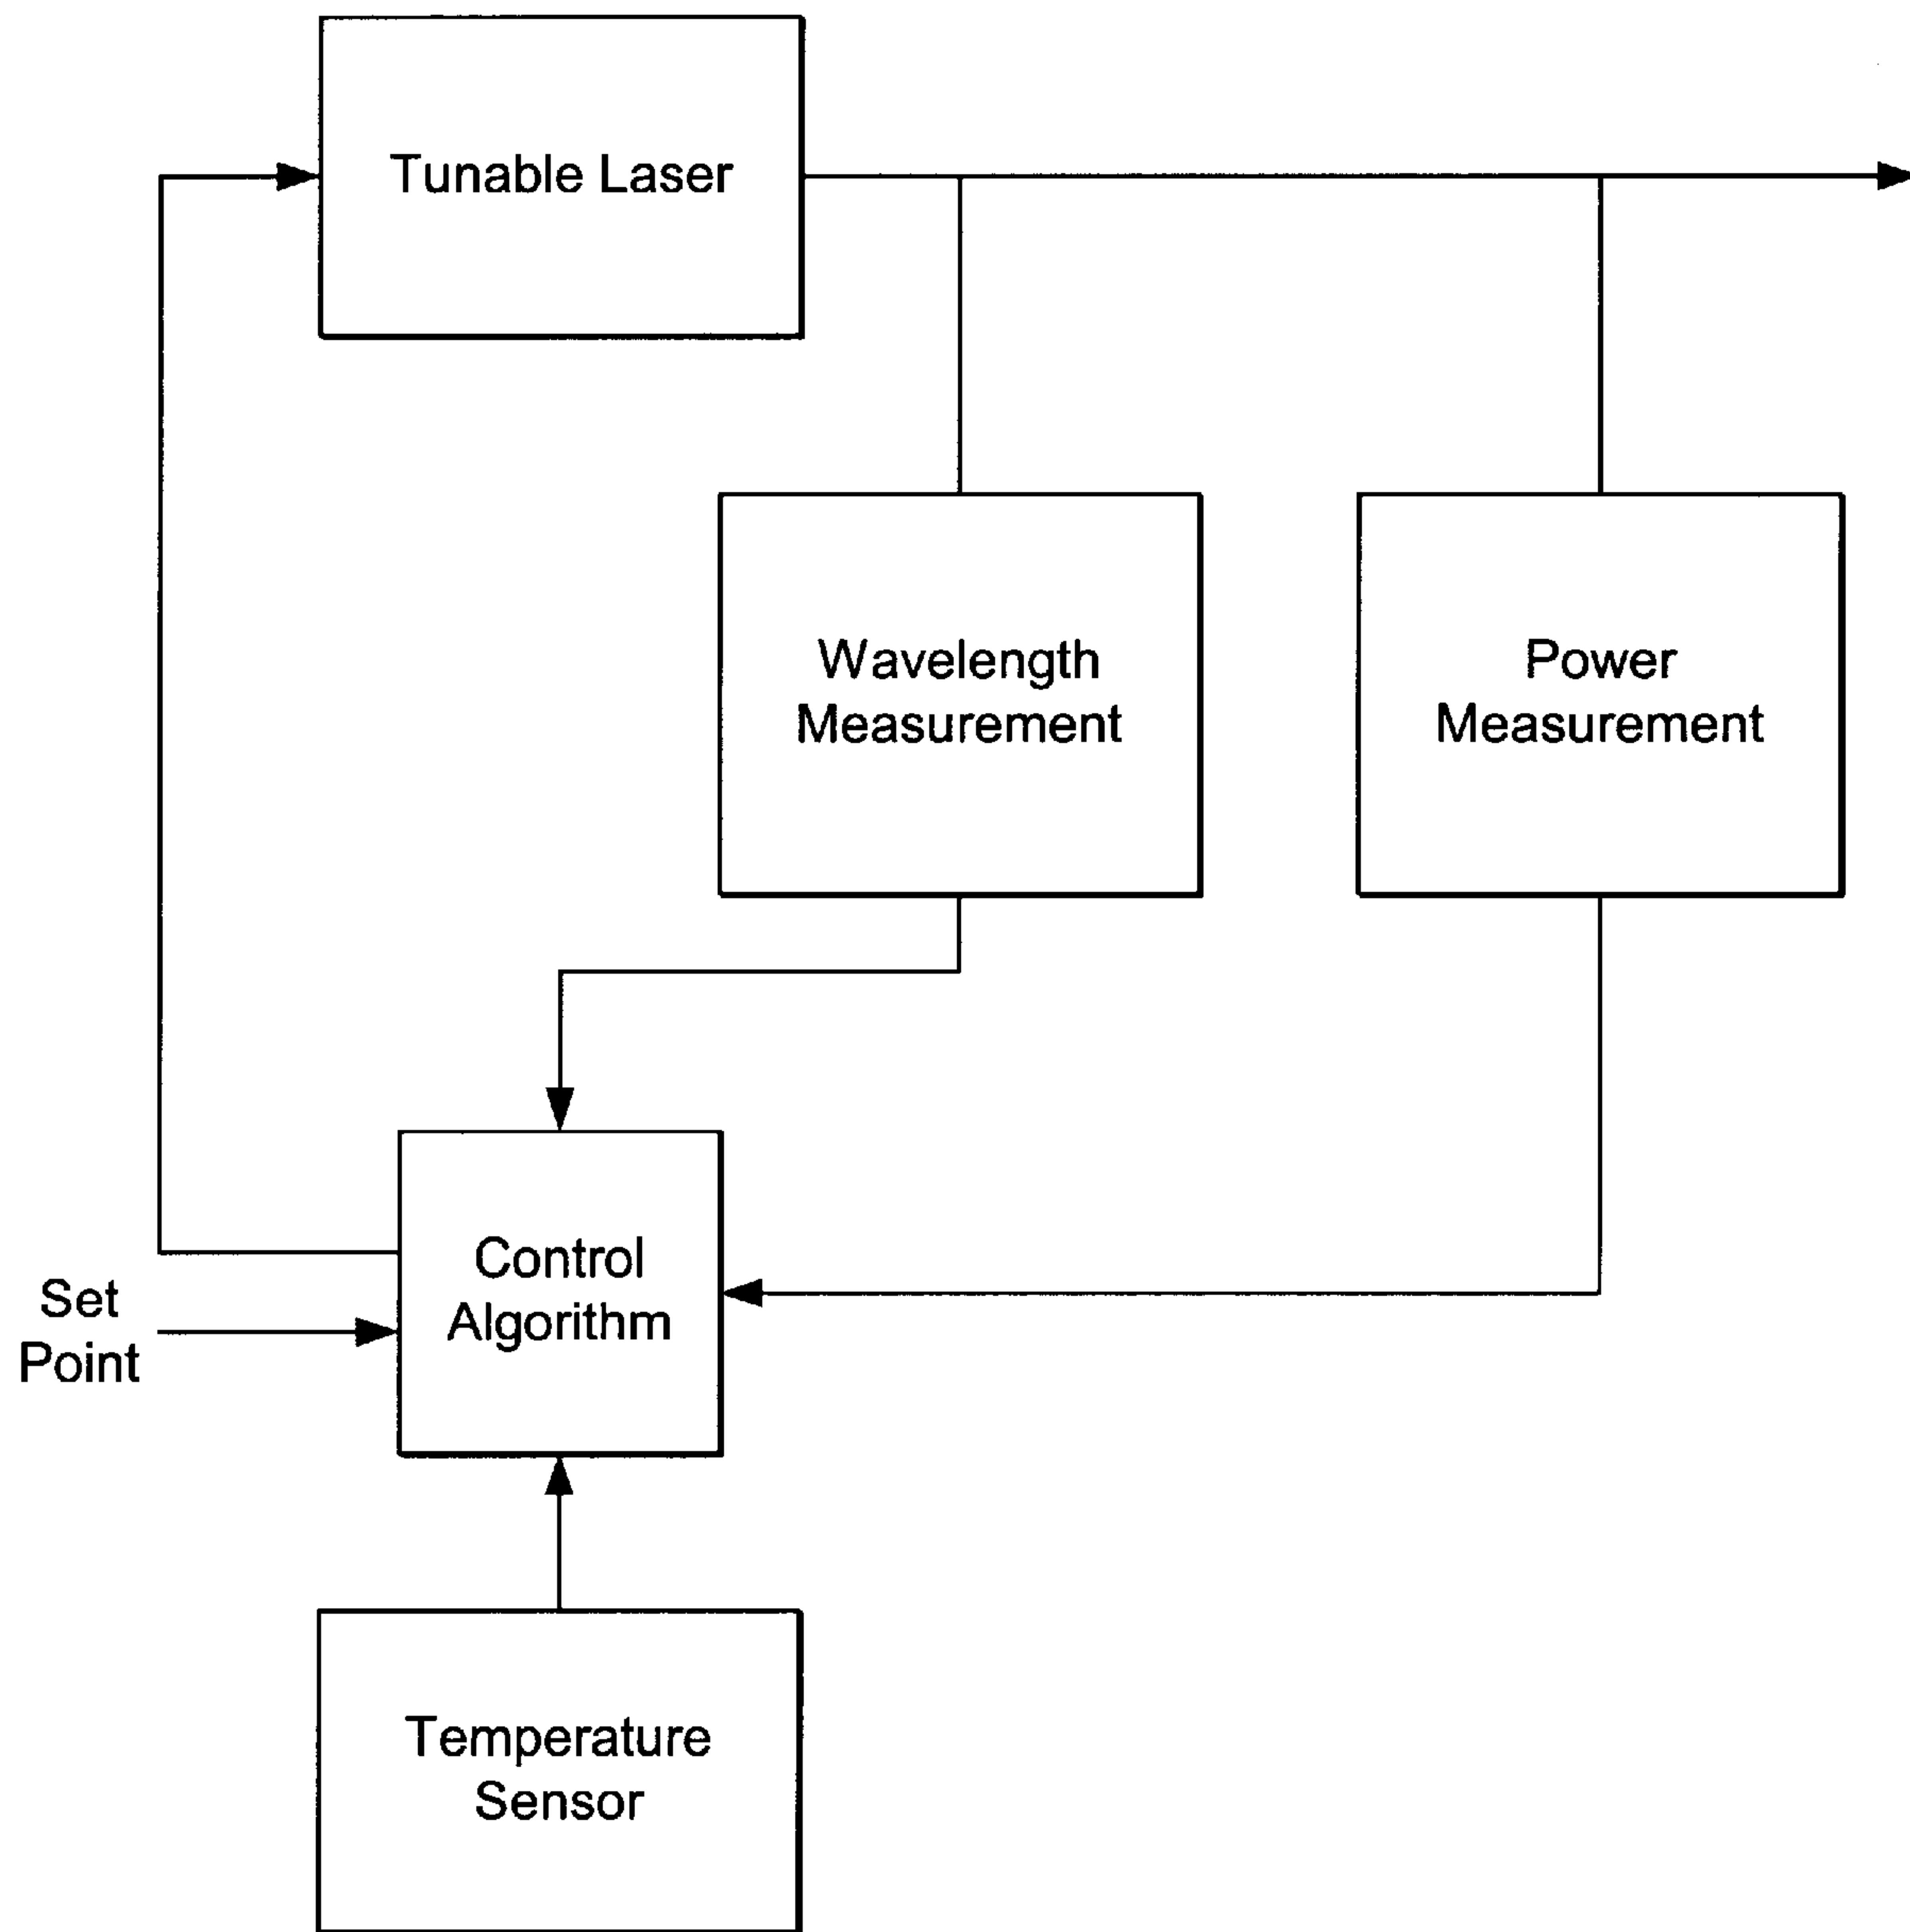 Tunable Laser
Wavelength
Measurement
Power
Measurement
Control
Algorithm
Set
Point
Temperature
Sensor